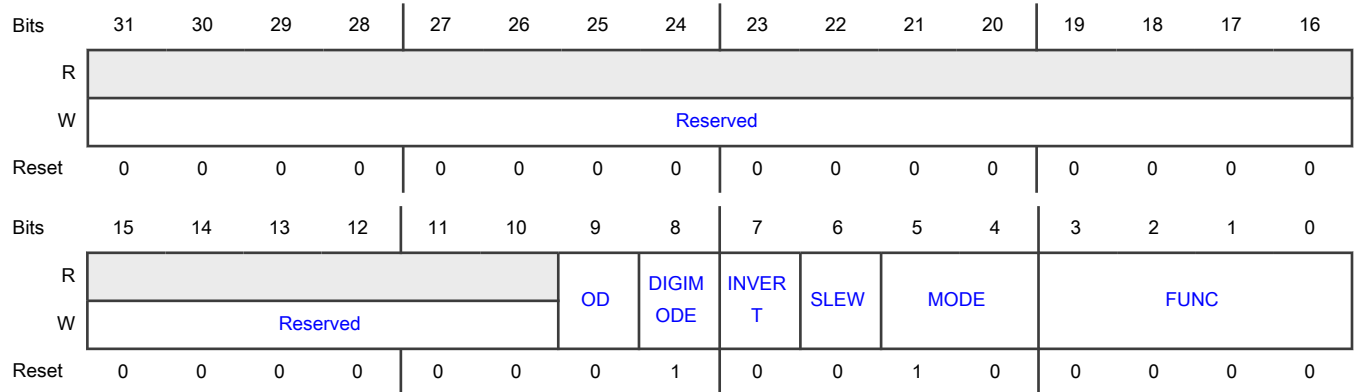 Bits 31 30 29 28 27 26 25 24 23 22 21 20 19 18 17 16
R
W Reserved
Reset 0 0 0 0 0 0 0 0 0 0 0 0 0 0 0 0
Bits 15 14 13 12 11 10 9 8 7 6 5 4 3 2 1 0
R OD DIGIM INVER SLEW MODE FUNC
ODE T
W Reserved
Reset 0 0 0 0 0 0 0 1 0 0 1 0 0 0 0 0